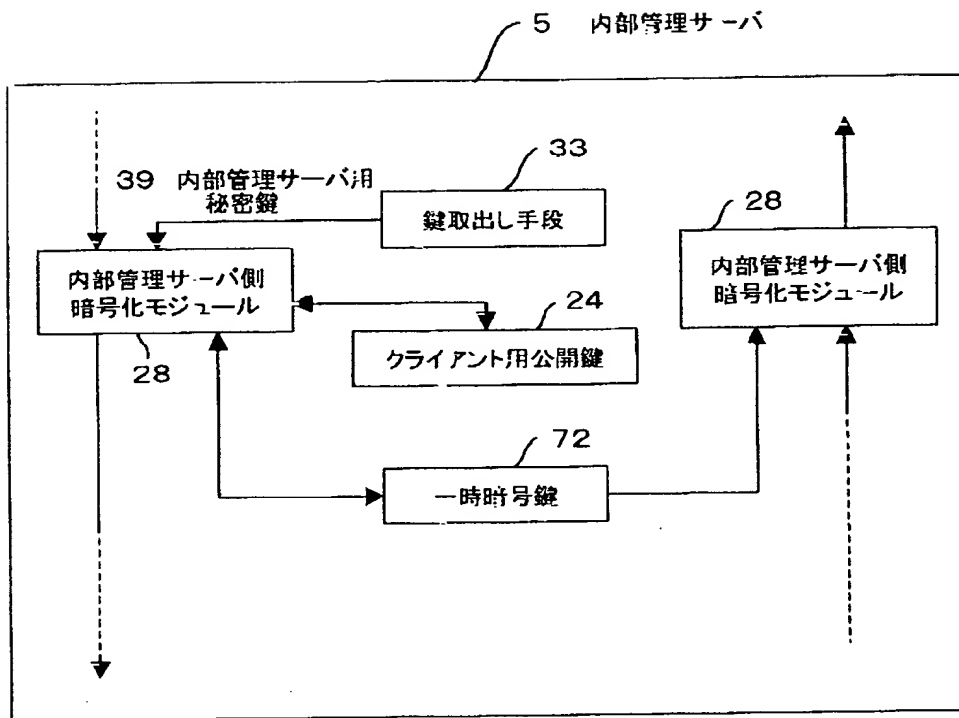 5 内部管理サーバ
39 内部管理サーバ用
秘密鍵
33
鍵取出し手段
28
内部管理サーバ側
暗号化モジュール
内部管理サーバ側
暗号化モジュール
28
24
クライアント用公開鍵
72
一時暗号鍵